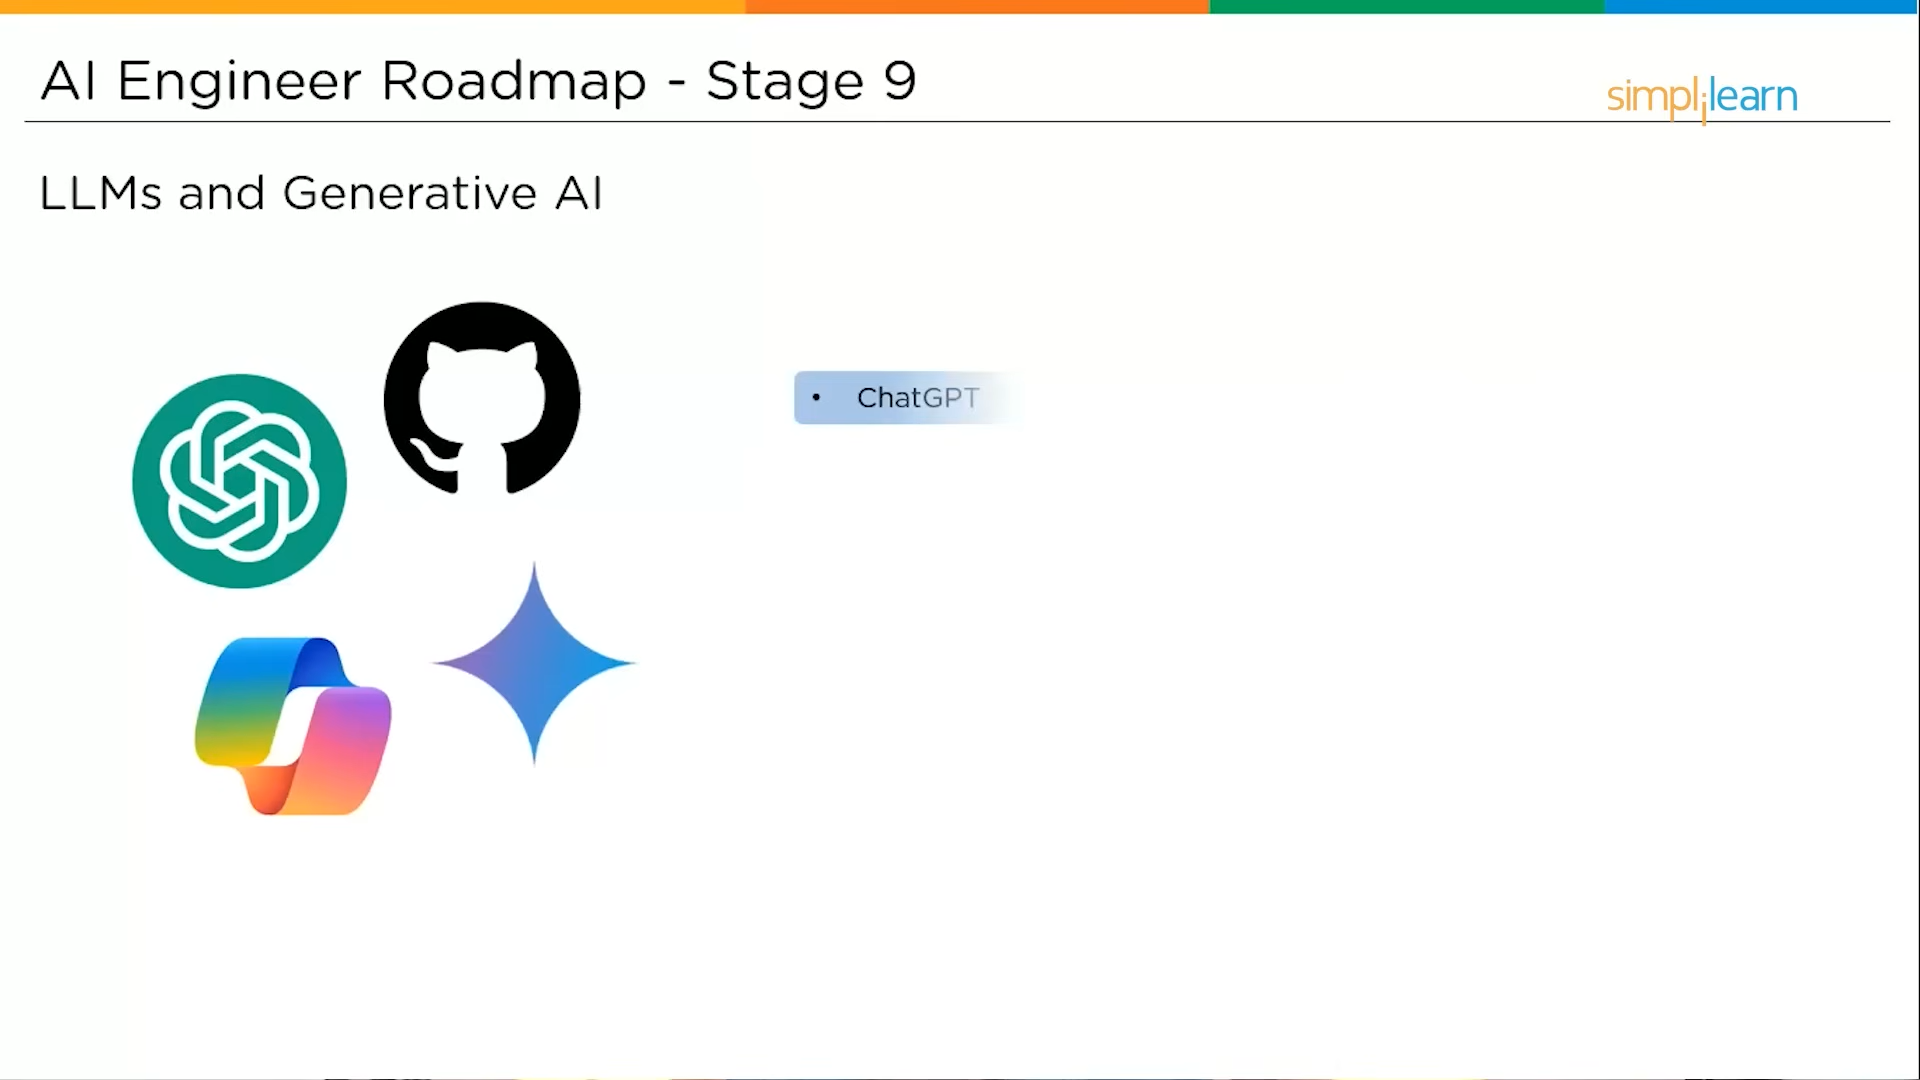 AI Engineer Roadmap - Stage 9
simplilearn
LLMs and Generative AI
• ChatGPT